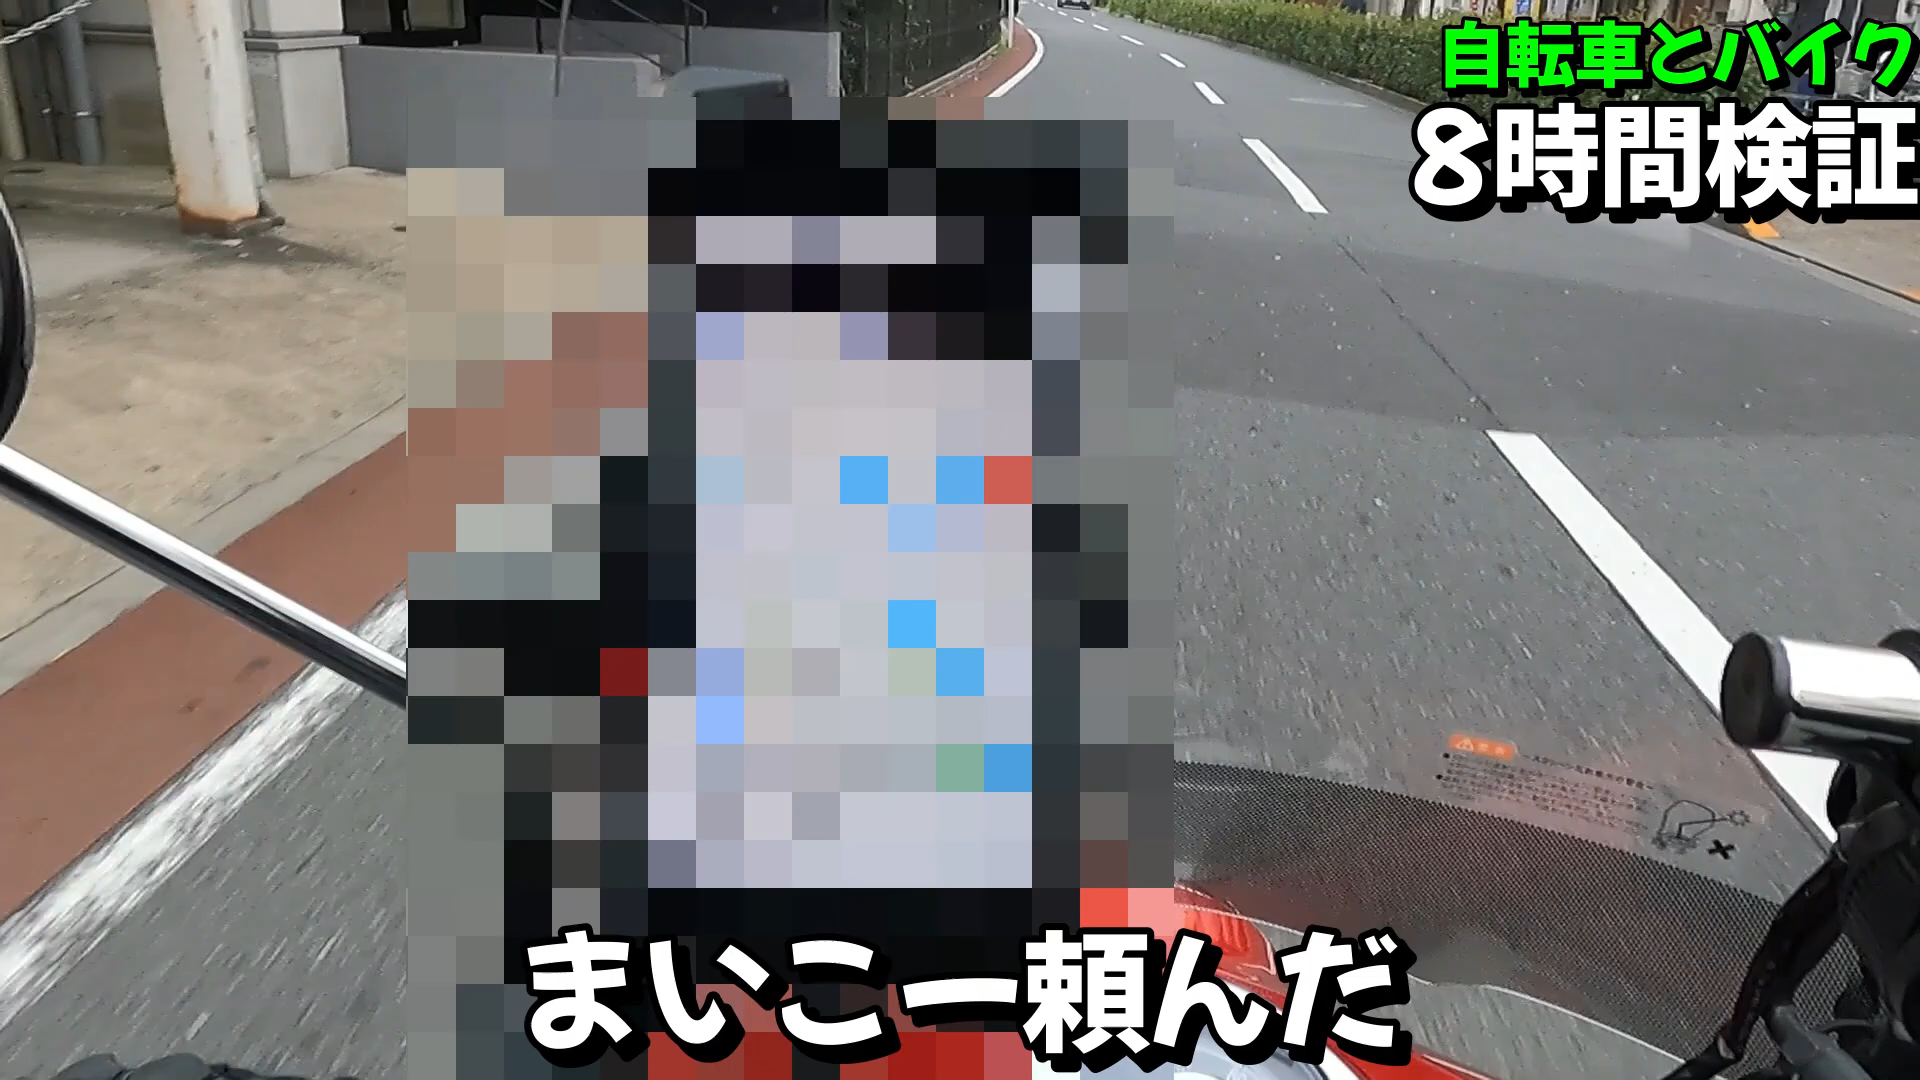 自転車とバイク
8時間検証
まいこー頼んだ